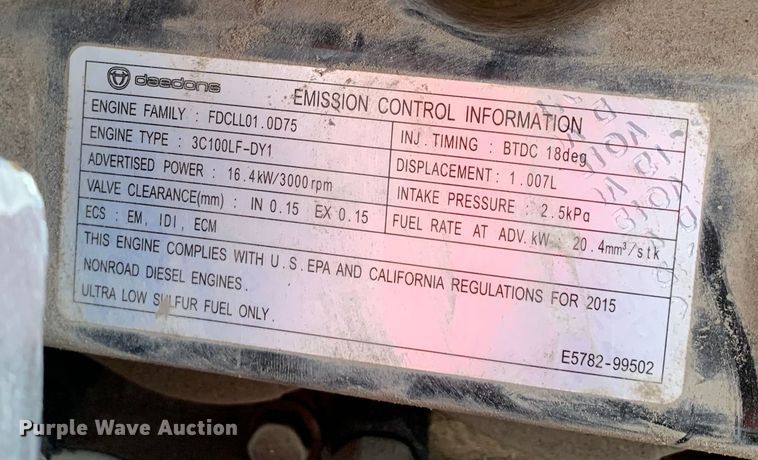 daedong
EMISSION CONTROL INFORMATION
ENGINE FAMILY : FDCLL01.0D75
INJ. TIMING : BTDC 18deg
ENGINE TYPE : 3C100LF-DY1
DISPLACEMENT : 1.007L
ADVERTISED POWER : 16.4kW/3000rpm
INTAKE PRESSURE : 2.5kPa
VALVE CLEARANCE(mm) : IN 0.15 EX 0.15
FUEL RATE AT ADV.kW : 20.4mm³/stk
ECS : EM, IDI, ECM
THIS ENGINE COMPLIES WITH U.S.EPA AND CALIFORNIA REGULATIONS FOR 2015
NONROAD DIESEL ENGINES.
ULTRA LOW SULFUR FUEL ONLY.
E5782-99502
Purple Wave Auction